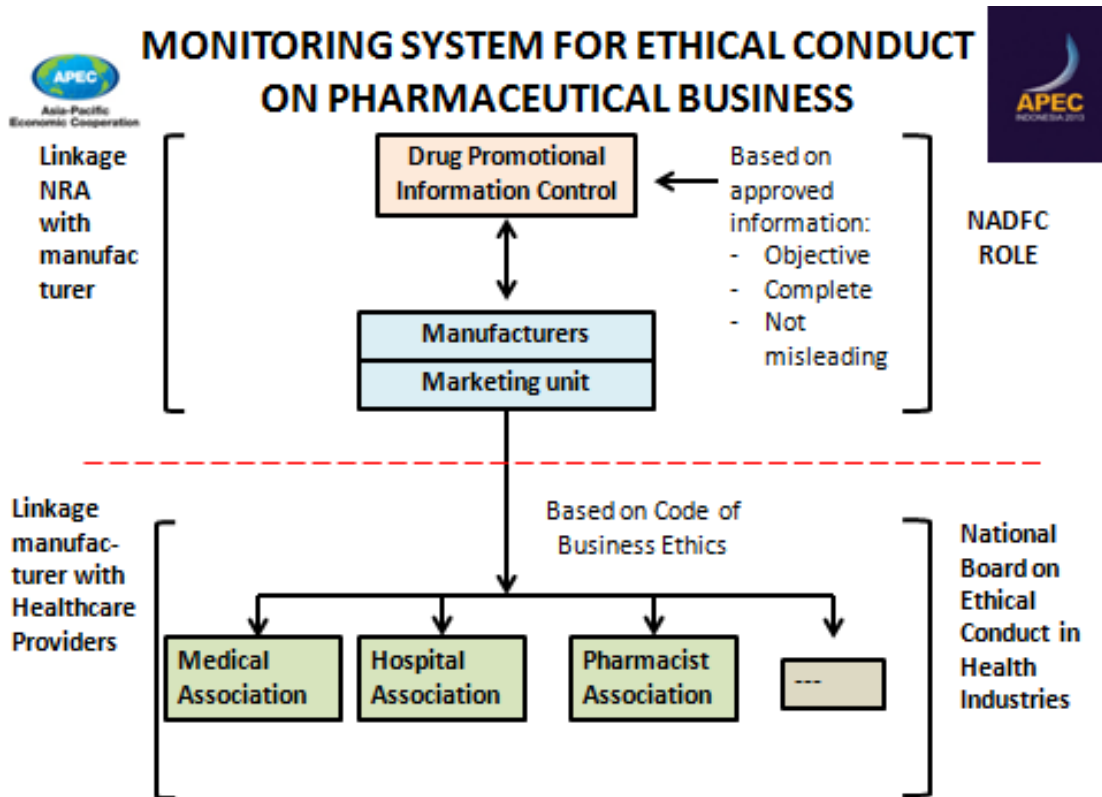 MONITORING SYSTEM FOR ETHICAL CONDUCT
ON PHARMACEUTICAL BUSINESS
APEC
Asia-Pacific
Economic Cooperation
APEC
INDONESIA 2013
Linkage
NRA
with
manufac
turer
Drug Promotional
Information Control
Based on
approved
information:
- Objective
- Complete
- Not
misleading
NADFC
ROLE
Manufacturers
Marketing unit
Linkage
manufac-
turer with
Healthcare
Providers
Based on Code of
Business Ethics
National
Board on
Ethical
Conduct in
Health
Industries
Medical
Association
Hospital
Association
Pharmacist
Association
---